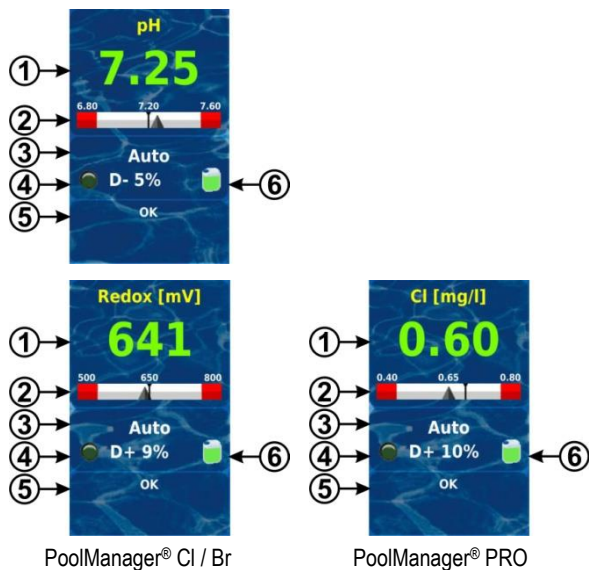 pH
① 7.25
② 6.80 7.20 7.60
③ Auto
④ D- 5% ⑥
⑤ OK
Redox [mV]
① 641
② 500 650 800
③ Auto
④ D+ 9% ⑥
⑤ OK
PoolManager® Cl / Br
Cl [mg/l]
① 0.60
② 0.40 0.65 0.80
③ Auto
④ D+ 10% ⑥
⑤ OK
PoolManager® PRO